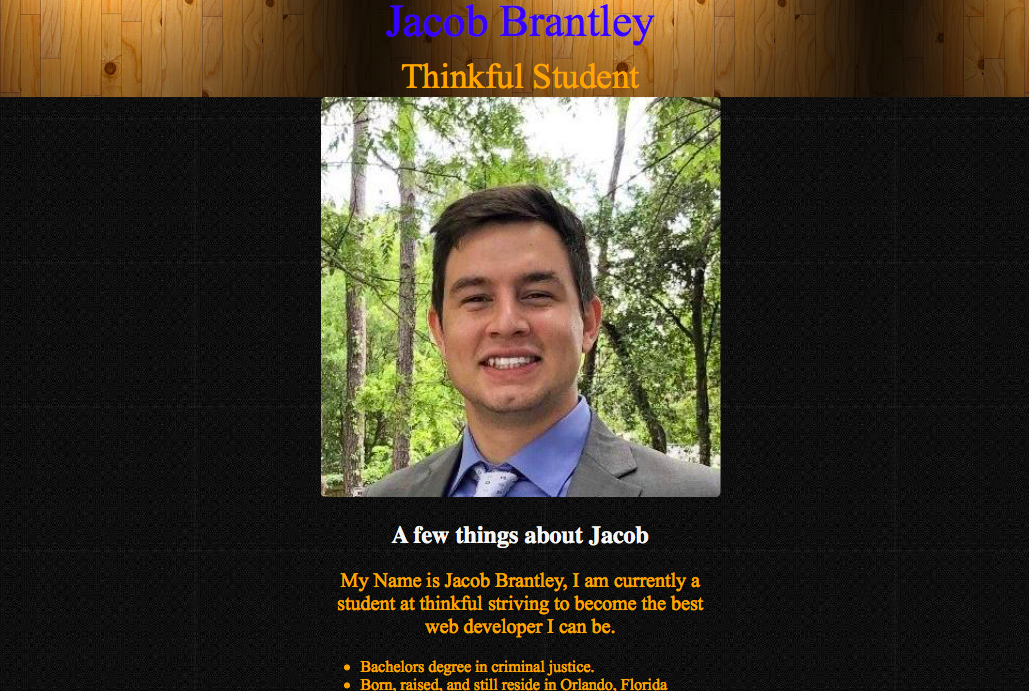 Jacob Brantley
Thinkful Student
A few things about Jacob
My Name is Jacob Brantley, I am currently a
student at thinkful striving to become the best
web developer I can be.
• Bachelors degree in criminal justice.
• Born, raised, and still reside in Orlando, Florida